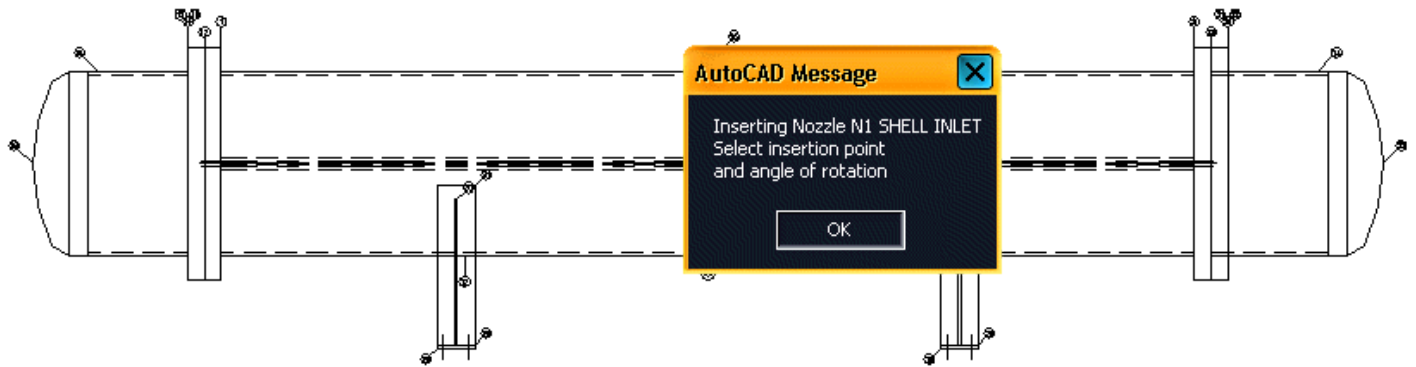 AutoCAD Message
Inserting Nozzle N1 SHELL INLET
Select insertion point
and angle of rotation
OK